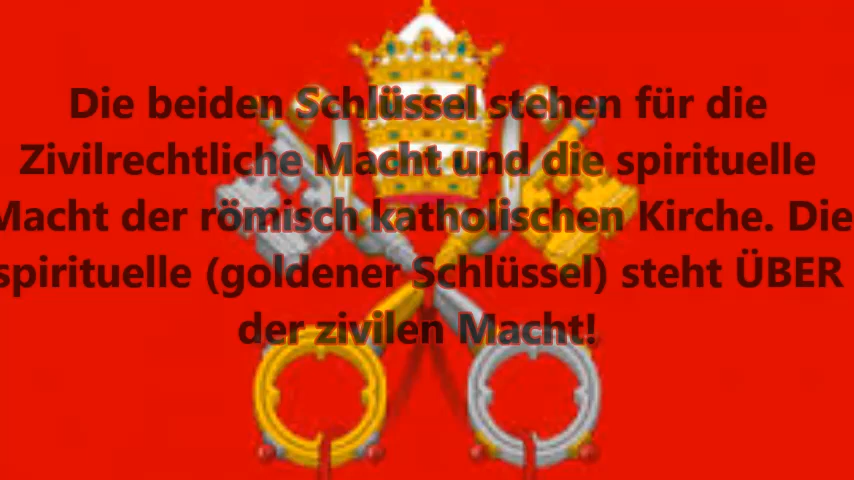 Die beiden Schlüssel stehen für die
Zivilrechtliche Macht und die spirituelle
Macht der römisch katholischen Kirche. Die
spirituelle (goldener Schlüssel) steht ÜBER
der zivilen Macht!